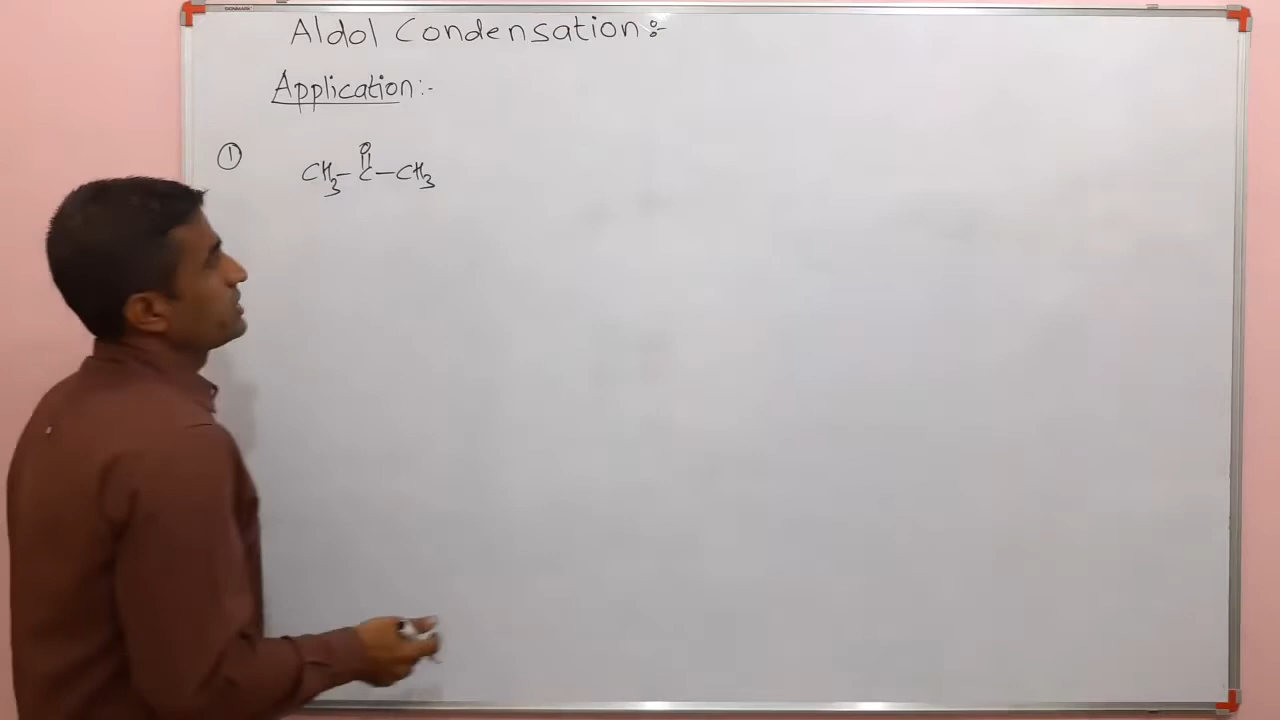 Aldol Condensation:-
Application:-
① CH3-C(=O)-CH3